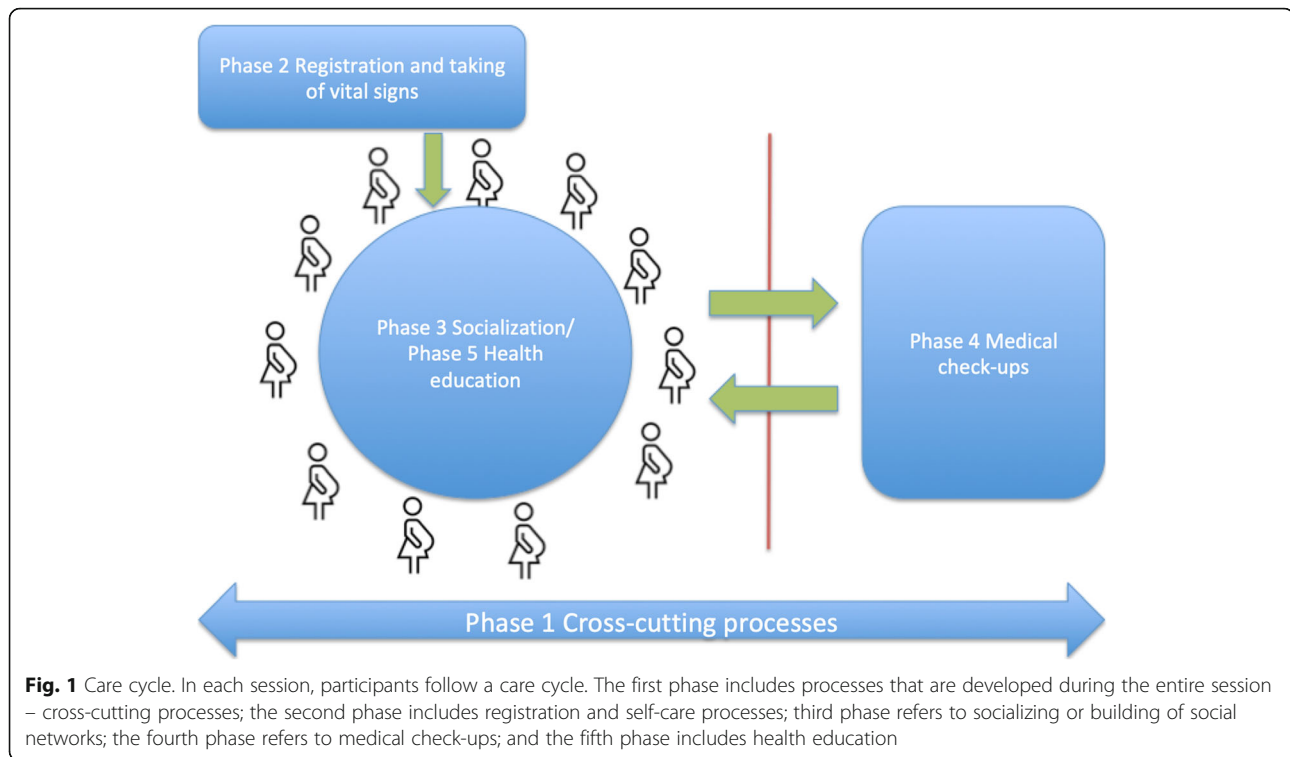 Phase 2 Registration and taking
of vital signs
Phase 3 Socialization/
Phase 5 Health
education
Phase 4 Medical
check-ups
Phase 1 Cross-cutting processes
Fig. 1 Care cycle. In each session, participants follow a care cycle. The first phase includes processes that are developed during the entire session
– cross-cutting processes; the second phase includes registration and self-care processes; third phase refers to socializing or building of social
networks; the fourth phase refers to medical check-ups; and the fifth phase includes health education